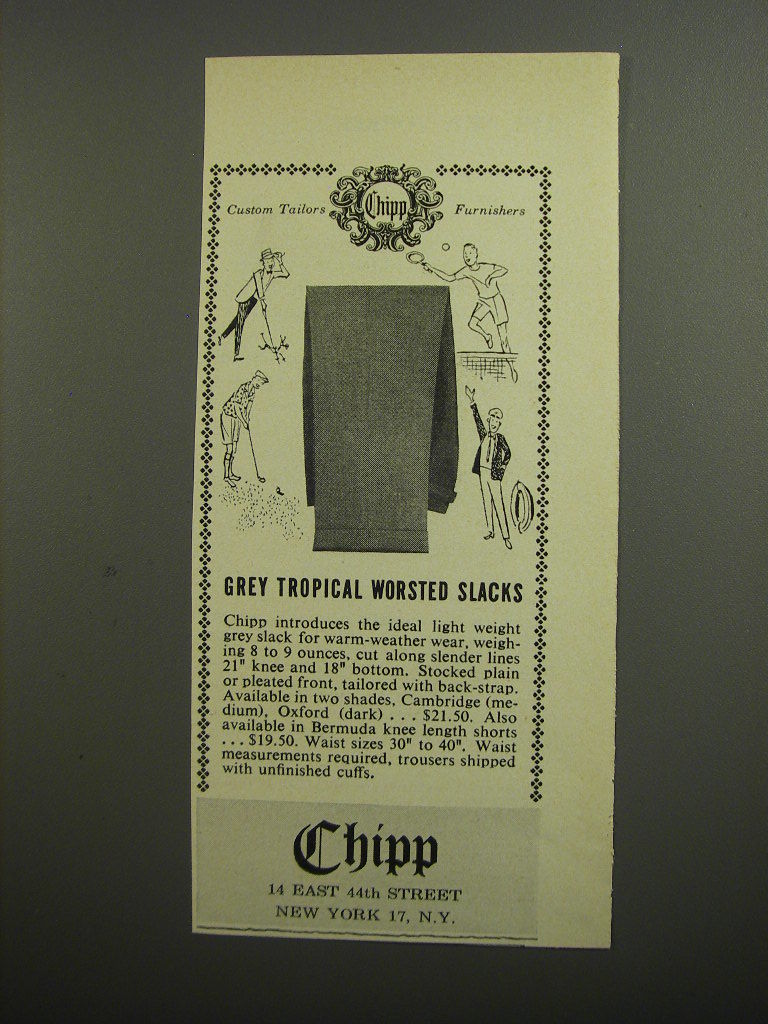 Custom Tailors Chipp Furnishers
GREY TROPICAL WORSTED SLACKS
Chipp introduces the ideal light weight
grey slack for warm-weather wear, weigh-
ing 8 to 9 ounces, cut along slender lines
21" knee and 18" bottom. Stocked plain
or pleated front, tailored with back-strap.
Available in two shades, Cambridge (me-
dium), Oxford (dark) . . . $21.50. Also
available in Bermuda knee length shorts
. . . $19.50. Waist sizes 30" to 40". Waist
measurements required, trousers shipped
with unfinished cuffs.
Chipp
14 EAST 44th STREET
NEW YORK 17, N.Y.